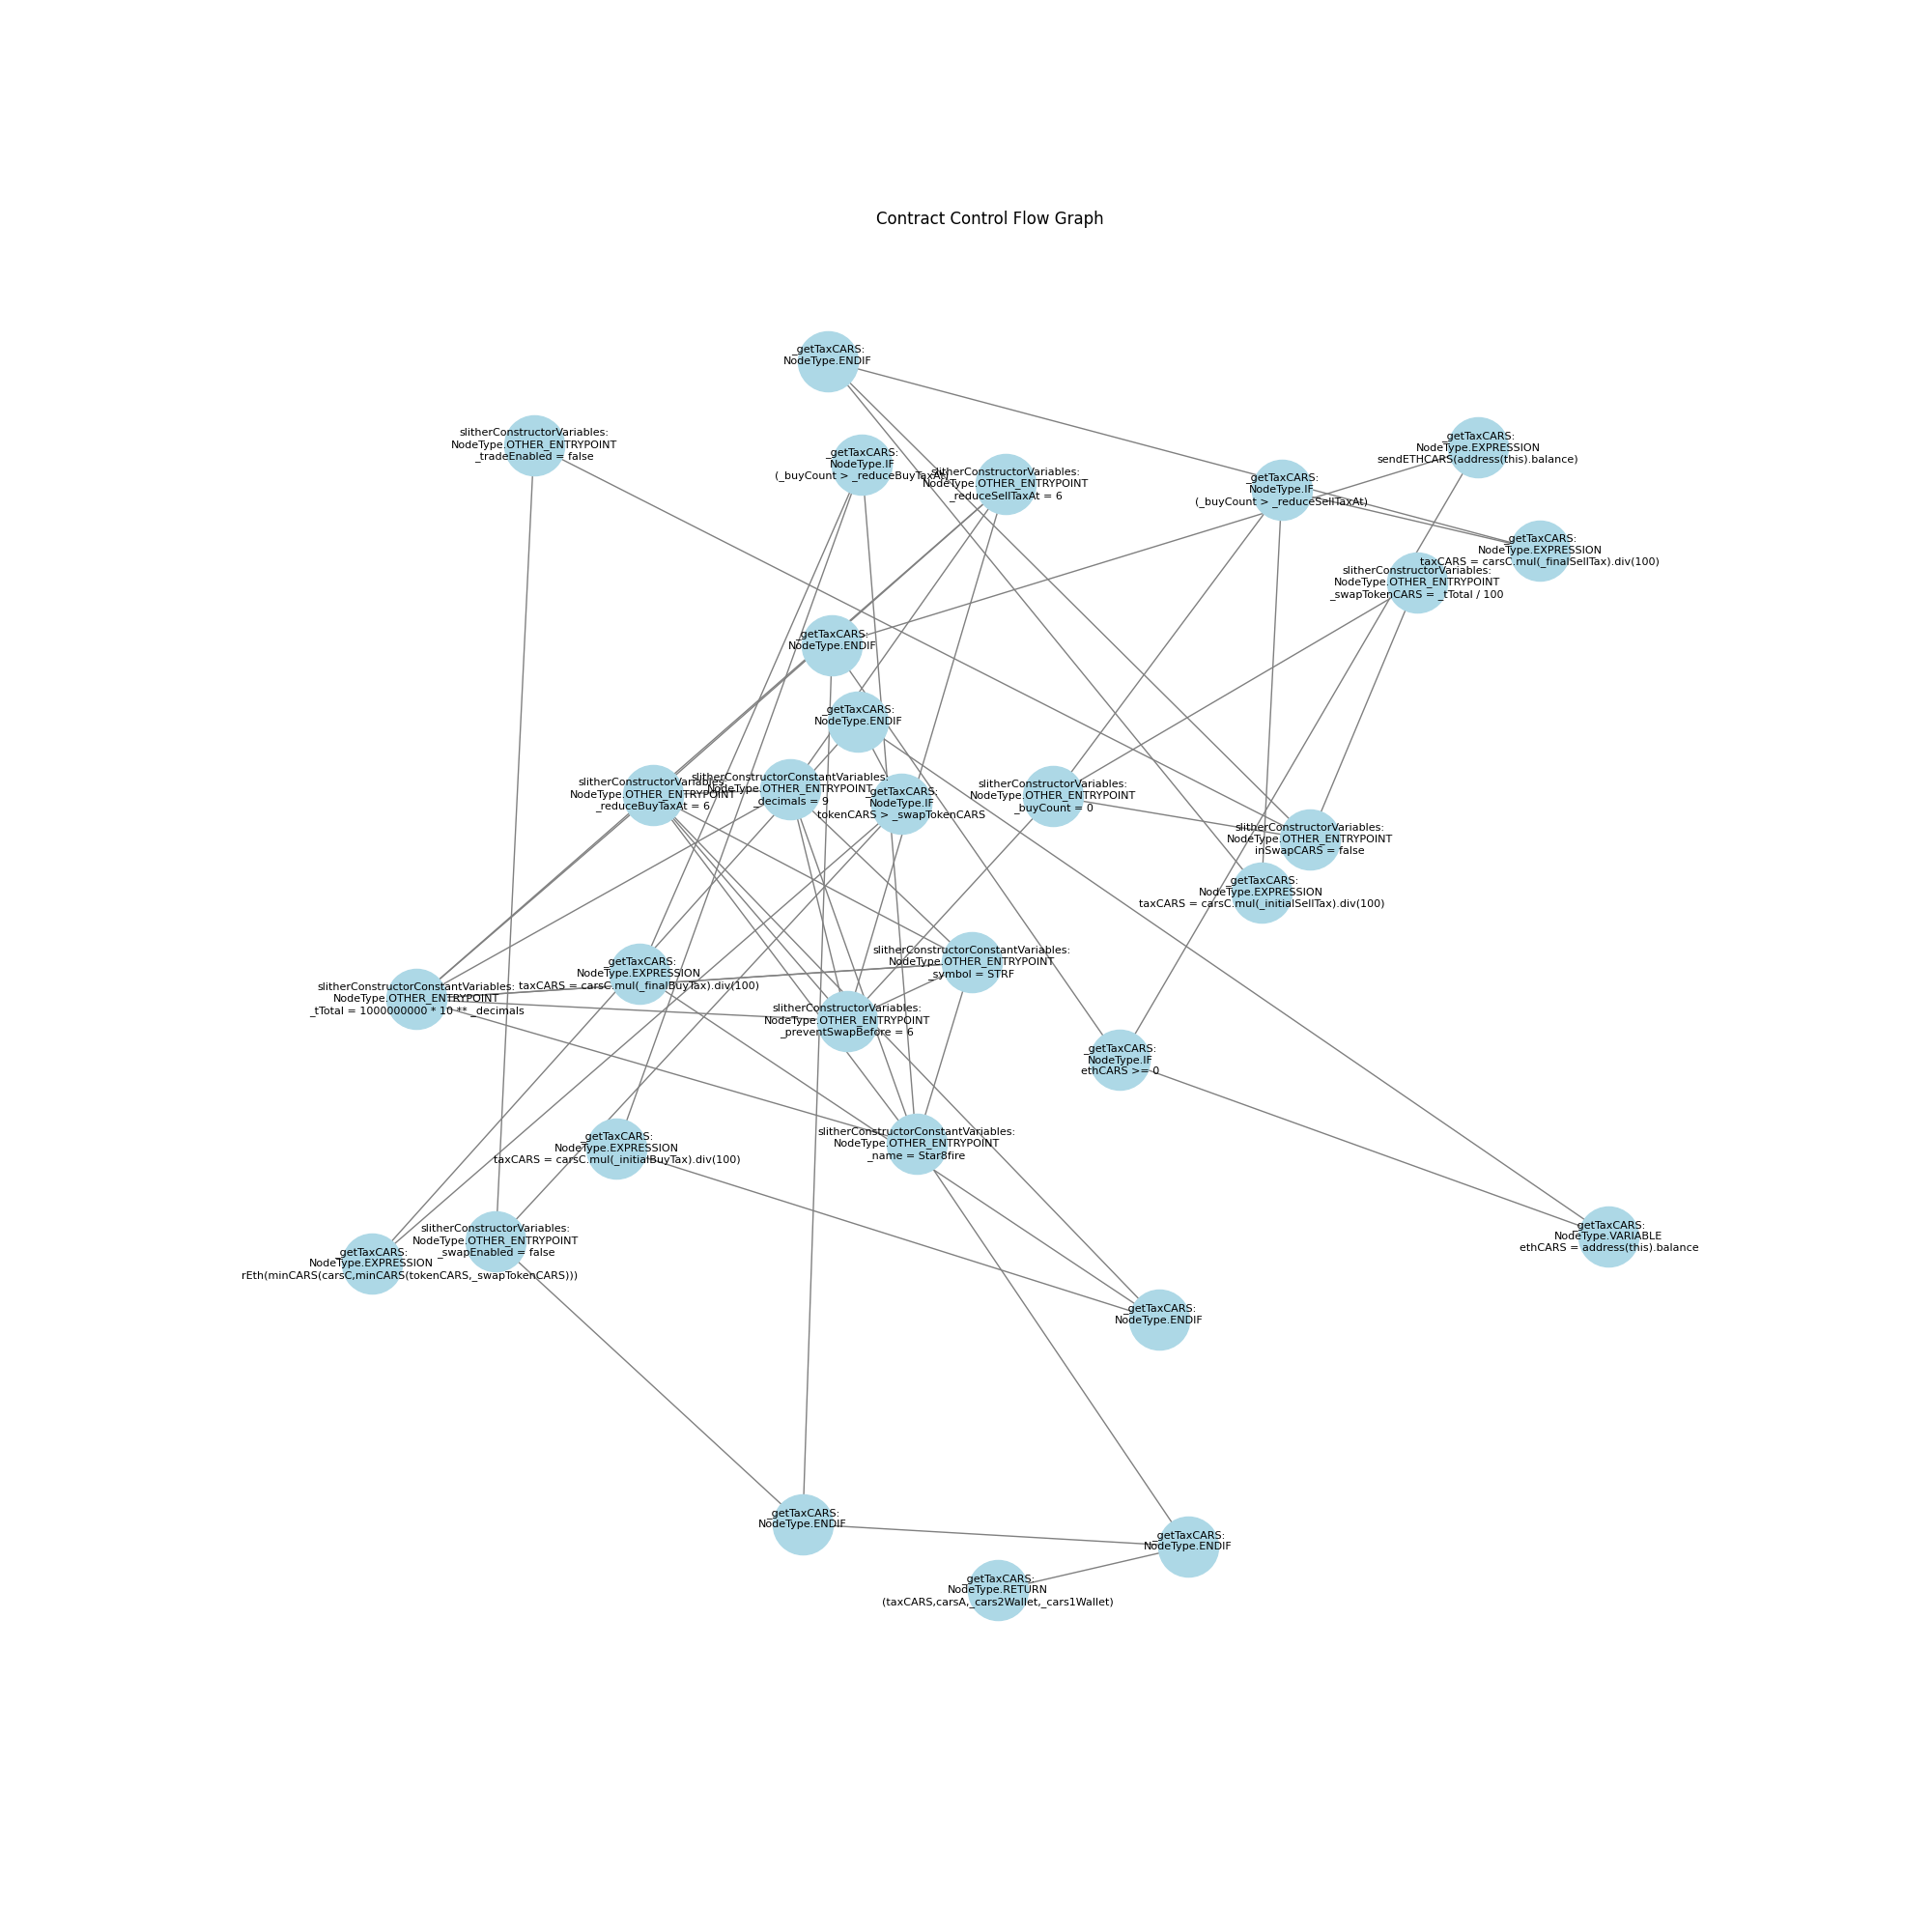 Contract Control Flow Graph
_getTaxCARS:
NodeType.ENDIF
slitherConstructorVariables:
NodeType.OTHER_ENTRYPOINT
_tradeEnabled = false
_getTaxCARS:
NodeType.IF
(_buyCount > _reduceBuyTaxAt)
slitherConstructorVariables:
NodeType.OTHER_ENTRYPOINT
_reduceSellTaxAt = 6
_getTaxCARS:
NodeType.IF
(_buyCount > _reduceSellTaxAt)
_getTaxCARS:
NodeType.EXPRESSION
sendETHCARS(address(this).balance)
_getTaxCARS:
NodeType.EXPRESSION
taxCARS = carsC.mul(_finalSellTax).div(100)
slitherConstructorVariables:
NodeType.OTHER_ENTRYPOINT
_swapTokenCARS = _tTotal / 100
_getTaxCARS:
NodeType.ENDIF
_getTaxCARS:
NodeType.ENDIF
slitherConstructorVariables:
NodeType.OTHER_ENTRYPOINT
_reduceBuyTaxAt = 6
slitherConstructorConstantVariables:
NodeType.OTHER_ENTRYPOINT
_decimals = 9
_getTaxCARS:
NodeType.IF
tokenCARS > _swapTokenCARS
slitherConstructorVariables:
NodeType.OTHER_ENTRYPOINT
_buyCount = 0
slitherConstructorVariables:
NodeType.OTHER_ENTRYPOINT
inSwapCARS = false
_getTaxCARS:
NodeType.EXPRESSION
taxCARS = carsC.mul(_initialSellTax).div(100)
slitherConstructorConstantVariables:
NodeType.OTHER_ENTRYPOINT
_symbol = STRF
_getTaxCARS:
NodeType.EXPRESSION
taxCARS = carsC.mul(_finalBuyTax).div(100)
slitherConstructorConstantVariables:
NodeType.OTHER_ENTRYPOINT
_tTotal = 1000000000 * 10 ** _decimals
slitherConstructorVariables:
NodeType.OTHER_ENTRYPOINT
_preventSwapBefore = 6
_getTaxCARS:
NodeType.IF
ethCARS >= 0
slitherConstructorConstantVariables:
NodeType.OTHER_ENTRYPOINT
_name = Star8fire
_getTaxCARS:
NodeType.EXPRESSION
taxCARS = carsC.mul(_initialBuyTax).div(100)
slitherConstructorVariables:
NodeType.OTHER_ENTRYPOINT
_swapEnabled = false
_getTaxCARS:
NodeType.EXPRESSION
rEth(minCARS(carsC,minCARS(tokenCARS,_swapTokenCARS)))
_getTaxCARS:
NodeType.VARIABLE
ethCARS = address(this).balance
_getTaxCARS:
NodeType.ENDIF
_getTaxCARS:
NodeType.ENDIF
_getTaxCARS:
NodeType.ENDIF
_getTaxCARS:
NodeType.RETURN
(taxCARS,carsA,_cars2Wallet,_cars1Wallet)